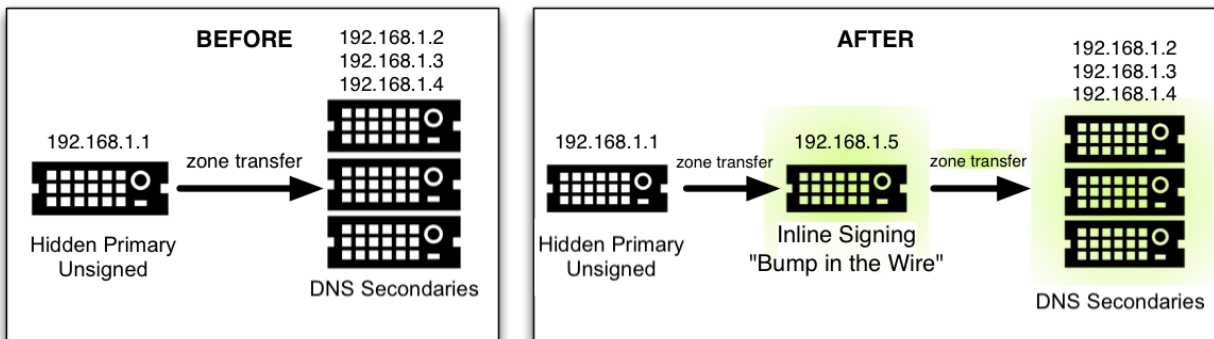 BEFORE
192.168.1.2
192.168.1.3
192.168.1.4
192.168.1.1
zone transfer
Hidden Primary
Unsigned
DNS Secondaries
AFTER
192.168.1.2
192.168.1.3
192.168.1.4
192.168.1.1
zone transfer
192.168.1.5
zone transfer
Hidden Primary
Unsigned
Inline Signing
"Bump in the Wire"
DNS Secondaries